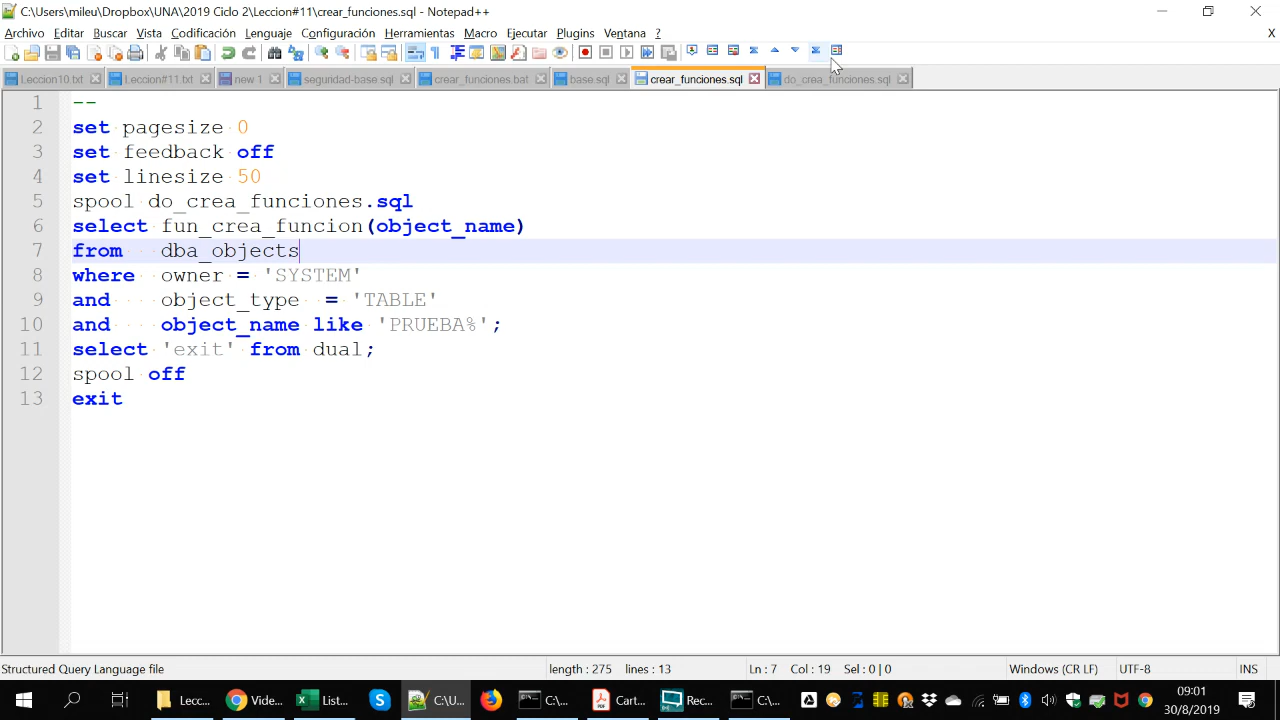 C:\Users\mileu\Dropbox\UNA\2019 Ciclo 2\Leccion#11\crear_funciones.sql - Notepad++
Archivo Editar Buscar Vista Codificación Lenguaje Configuración Herramientas Macro Ejecutar Plugins Ventana ? X
Leccion10.txt Leccion#11.txt new 1 seguridad-base.sql crear_funciones.bat base.sql crear_funciones.sql do_crea_funciones.sql
1 --
2 set pagesize 0
3 set feedback off
4 set linesize 50
5 spool do_crea_funciones.sql
6 select fun_crea_funcion(object_name)
7 from dba_objects
8 where owner = 'SYSTEM'
9 and object_type = 'TABLE'
10 and object_name like 'PRUEBA%';
11 select 'exit' from dual;
12 spool off
13 exit
Structured Query Language file length : 275 lines : 13 Ln : 7 Col : 19 Sel : 0 | 0 Windows (CR LF) UTF-8 INS
Lecc... Vide... List... C:\U... C:\... Cart... Rec... C:\... 9:01
30/8/2019